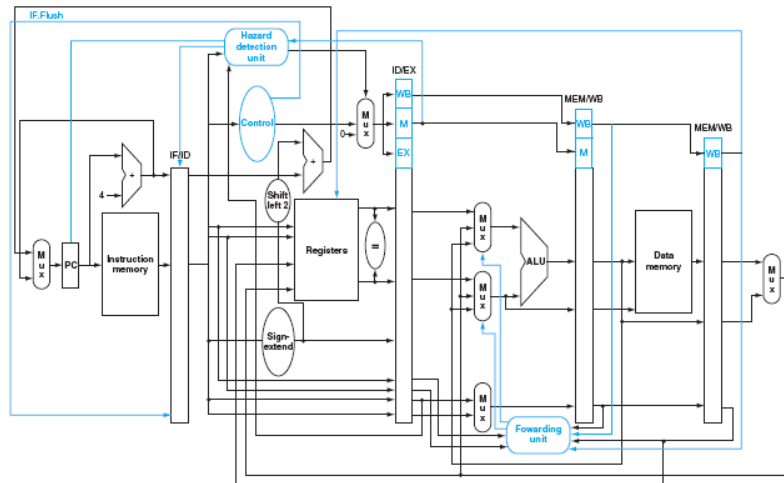 IF.Flush
Hazard
detection
unit
ID/EX
WB
MEM/WB
Control
0
M
u
x
M
WB
MEM/WB
EX
M
WB
IF/ID
+
+
4
Shift
left 2
M
u
x
PC
Instruction
memory
Registers
=
M
u
x
ALU
Data
memory
M
u
x
M
u
x
Sign-
extend
M
u
x
Fowarding
unit